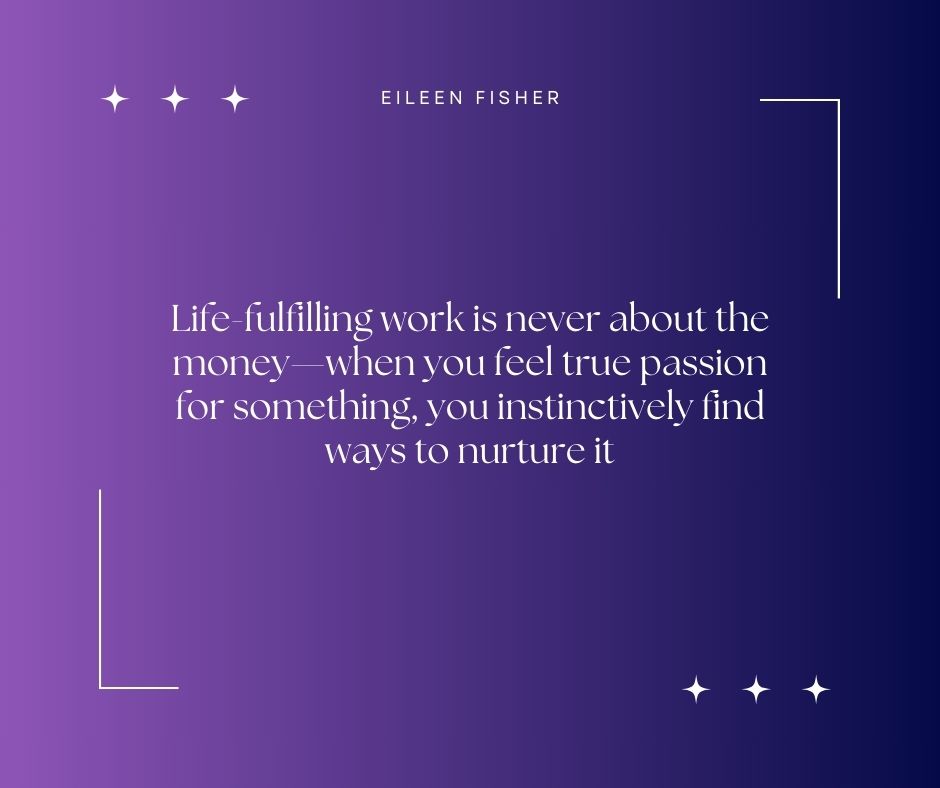 EILEEN FISHER
Life-fulfilling work is never about the
money—when you feel true passion
for something, you instinctively find
ways to nurture it